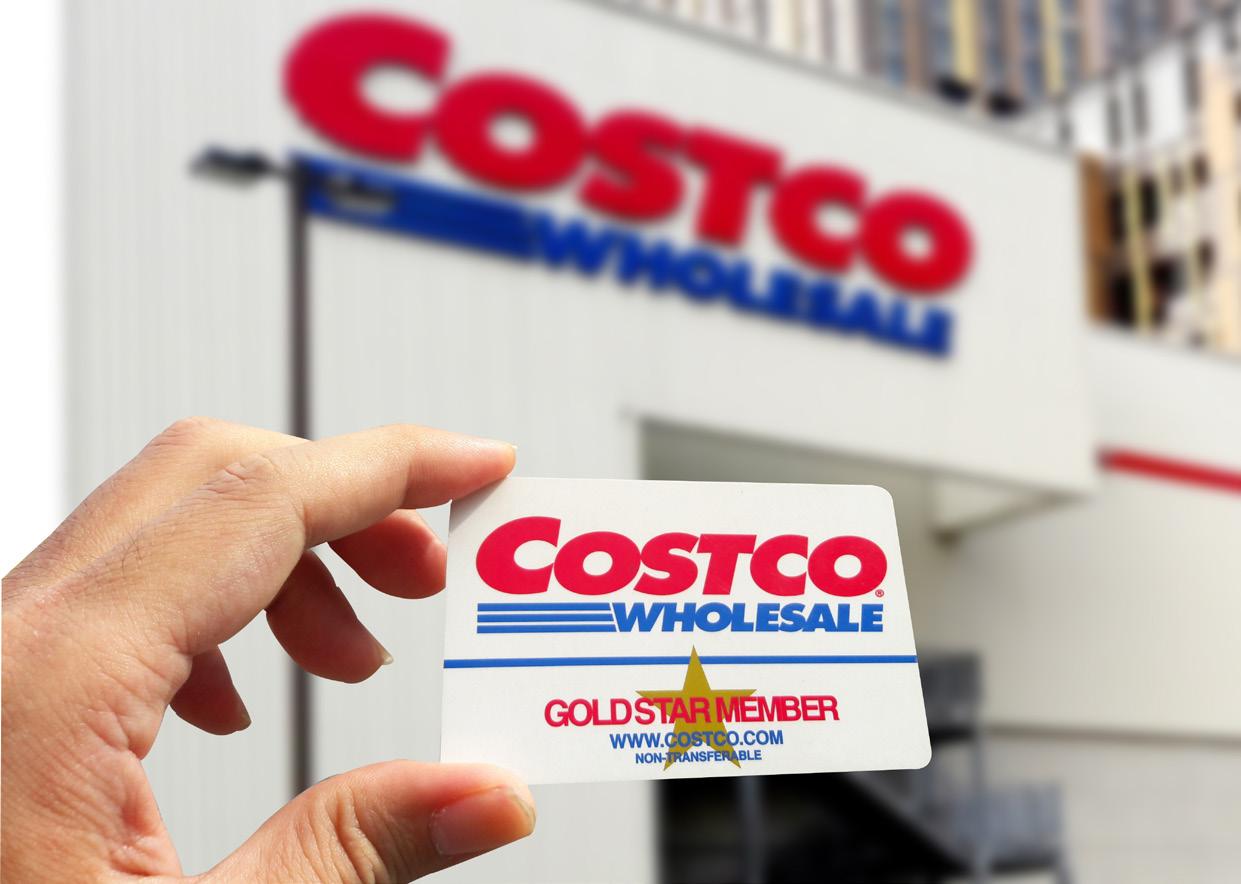 COSTCO
WHOLESALE
COSTCO®
WHOLESALE
GOLD STAR MEMBER
WWW.COSTCO.COM
NON-TRANSFERABLE